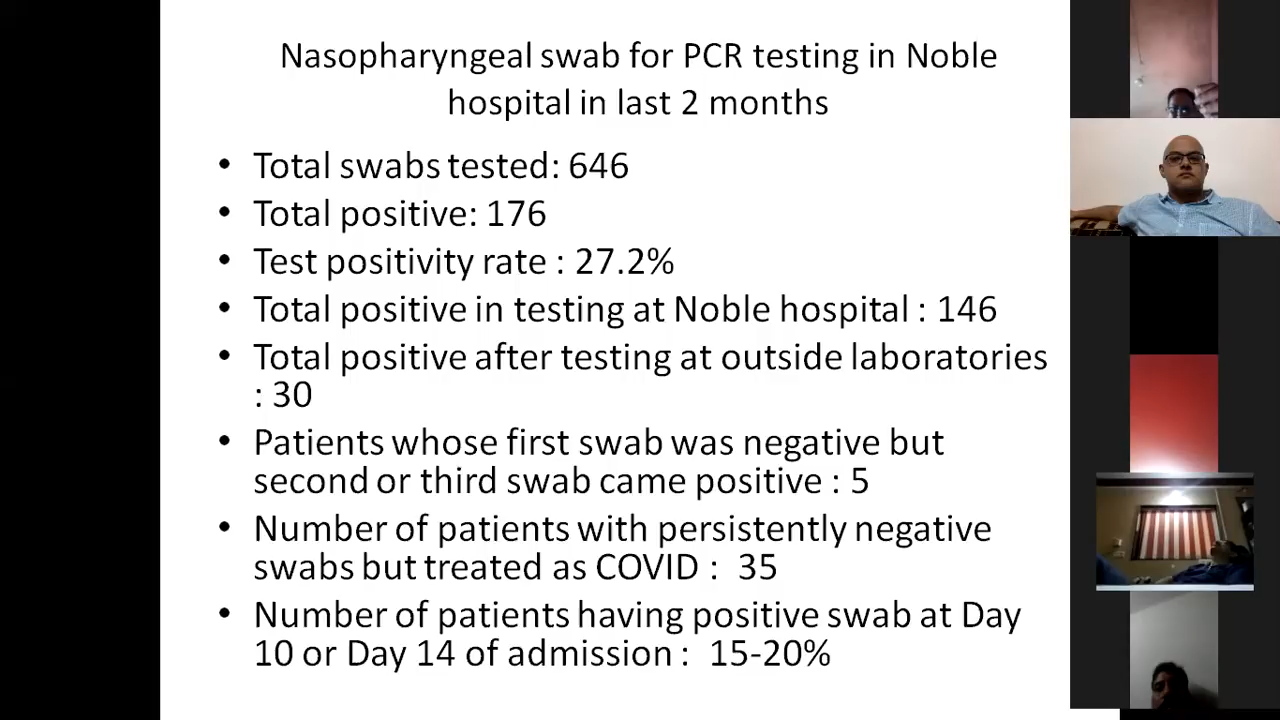 Nasopharyngeal swab for PCR testing in Noble
hospital in last 2 months
• Total swabs tested: 646
• Total positive: 176
• Test positivity rate : 27.2%
• Total positive in testing at Noble hospital : 146
• Total positive after testing at outside laboratories
: 30
• Patients whose first swab was negative but
second or third swab came positive : 5
• Number of patients with persistently negative
swabs but treated as COVID :  35
• Number of patients having positive swab at Day
10 or Day 14 of admission :  15-20%